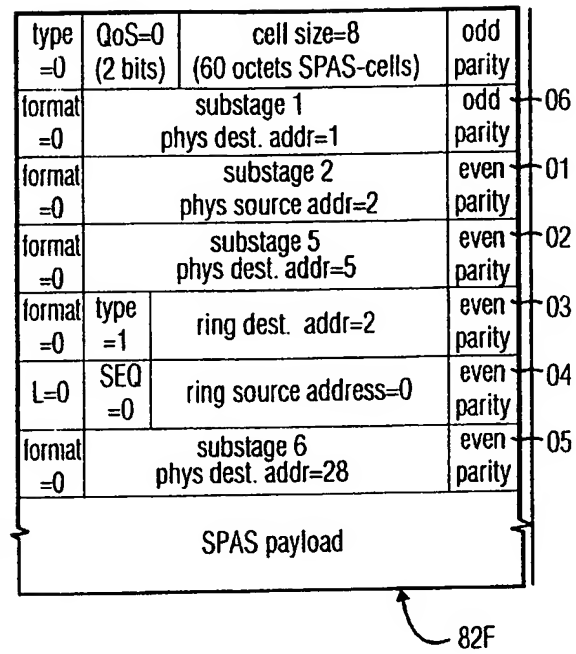 type QoS=0 cell size=8 odd
=0 (2 bits) (60 octets SPAS-cells) parity
format substage 1 odd 06
=0 phys dest. addr=1 parity
format substage 2 even 01
=0 phys source addr=2 parity
format substage 5 even 02
=0 phys dest. addr=5 parity
format type ring dest. addr=2 even 03
=0 =1 parity
L=0 SEQ ring source address=0 even 04
=0 parity
format substage 6 even 05
=0 phys dest. addr=28 parity
SPAS payload
82F